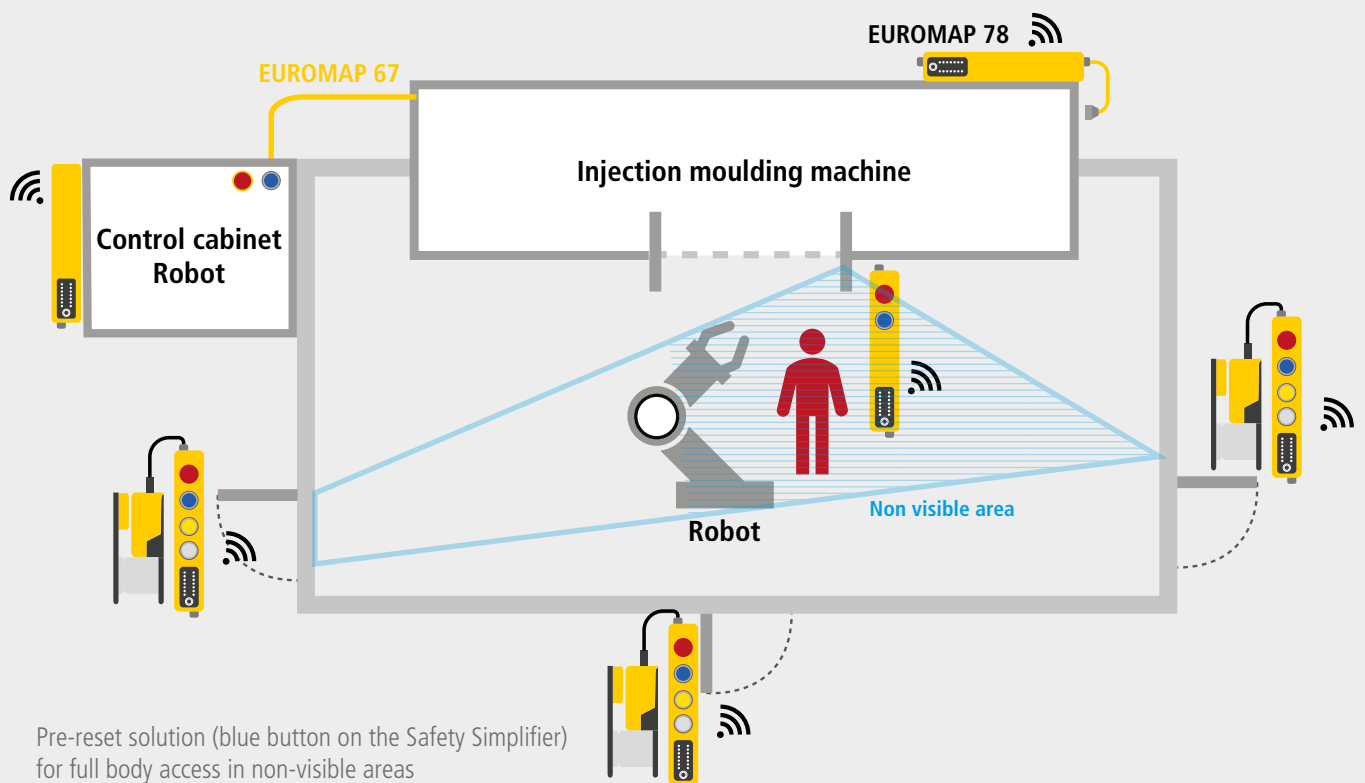 EUROMAP 78
EUROMAP 67
Injection moulding machine
Control cabinet
Robot
Non visible area
Robot
Pre-reset solution (blue button on the Safety Simplifier)
for full body access in non-visible areas